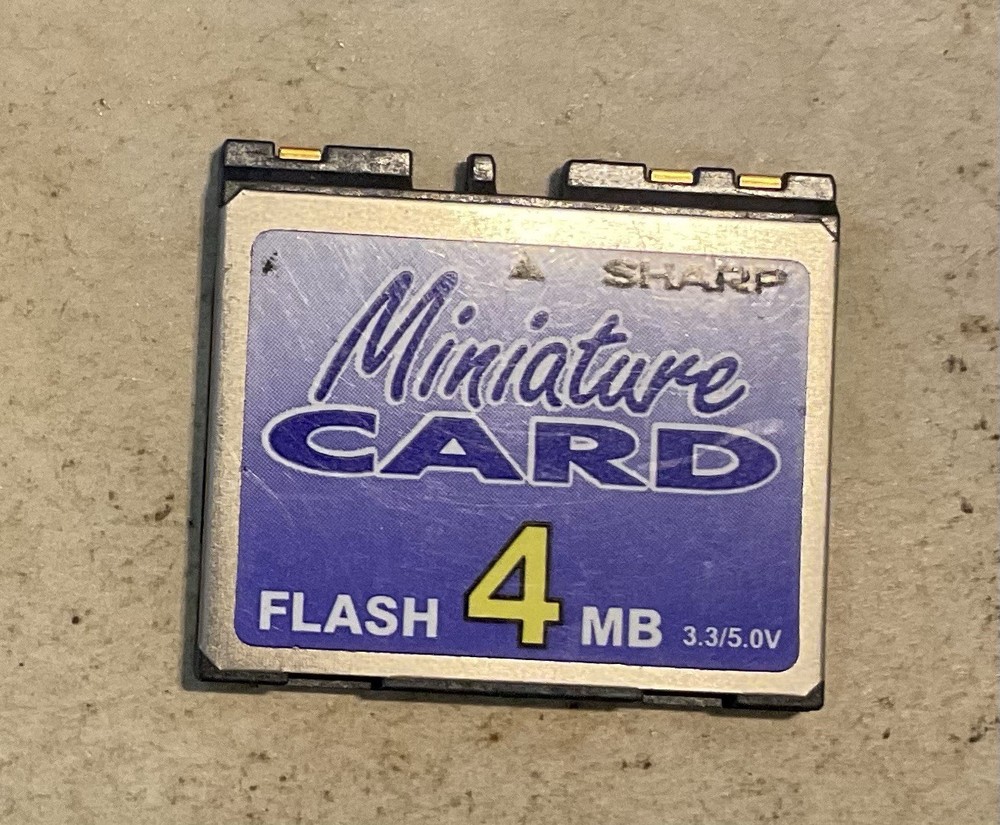 SHARP
Miniature
CARD
FLASH 4 MB 3.3/5.0V